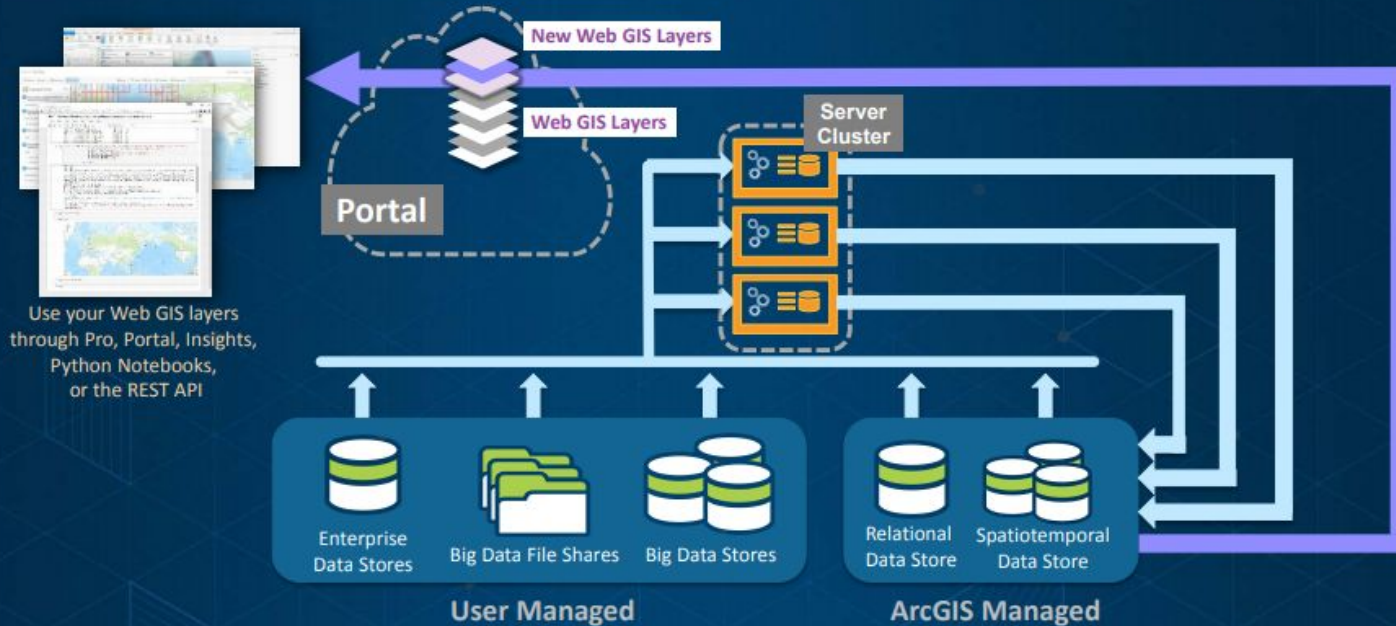 New Web GIS Layers
Web GIS Layers
Server
Cluster
Portal
Use your Web GIS layers
through Pro, Portal, Insights,
Python Notebooks,
or the REST API
Enterprise
Data Stores
Big Data File Shares
Big Data Stores
Relational
Data Store
Spatiotemporal
Data Store
User Managed
ArcGIS Managed